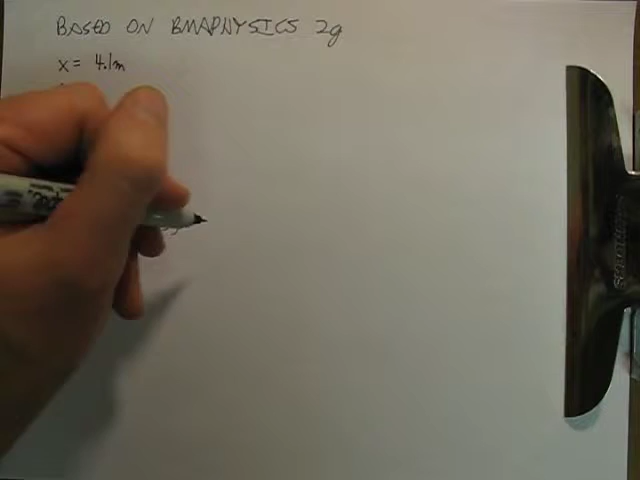 BASED ON BMAPHYSICS 2g
x = 4.1m